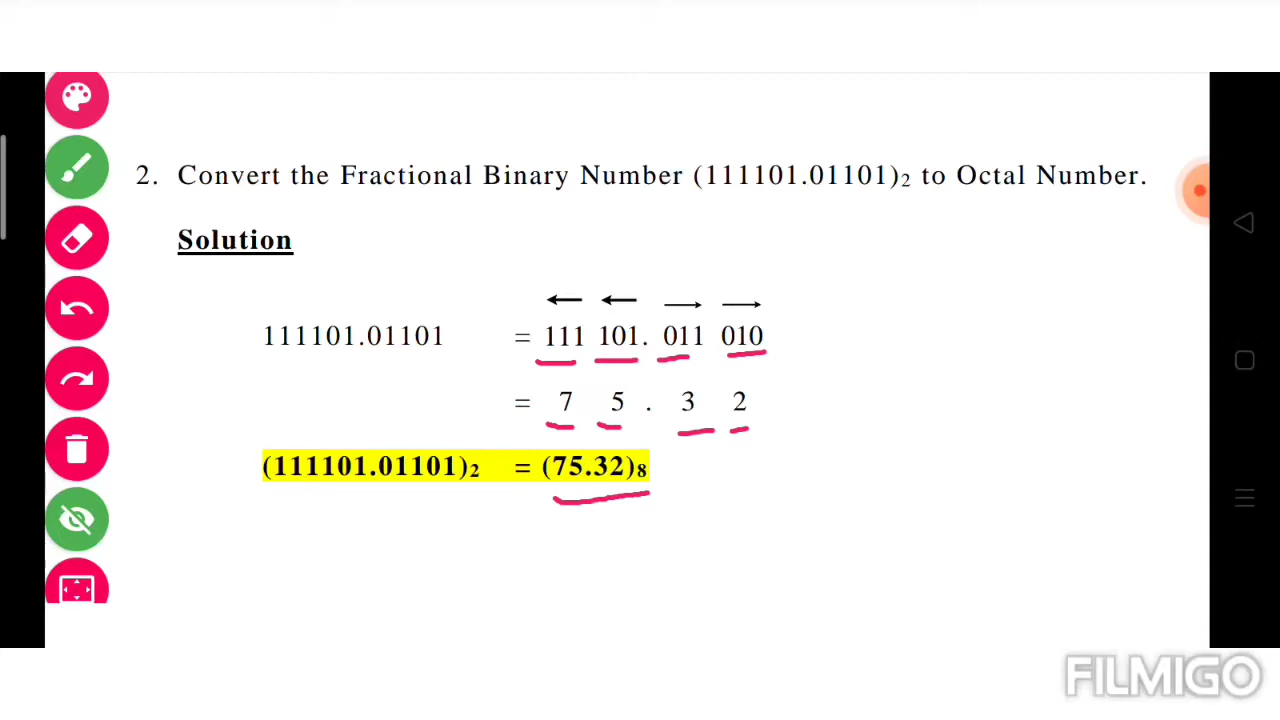 2. Convert the Fractional Binary Number (111101.01101)₂ to Octal Number.
Solution
← ← → →
111101.01101 = 111 101. 011 010
= 7 5 . 3 2
(111101.01101)₂ = (75.32)₈
FILMIGO